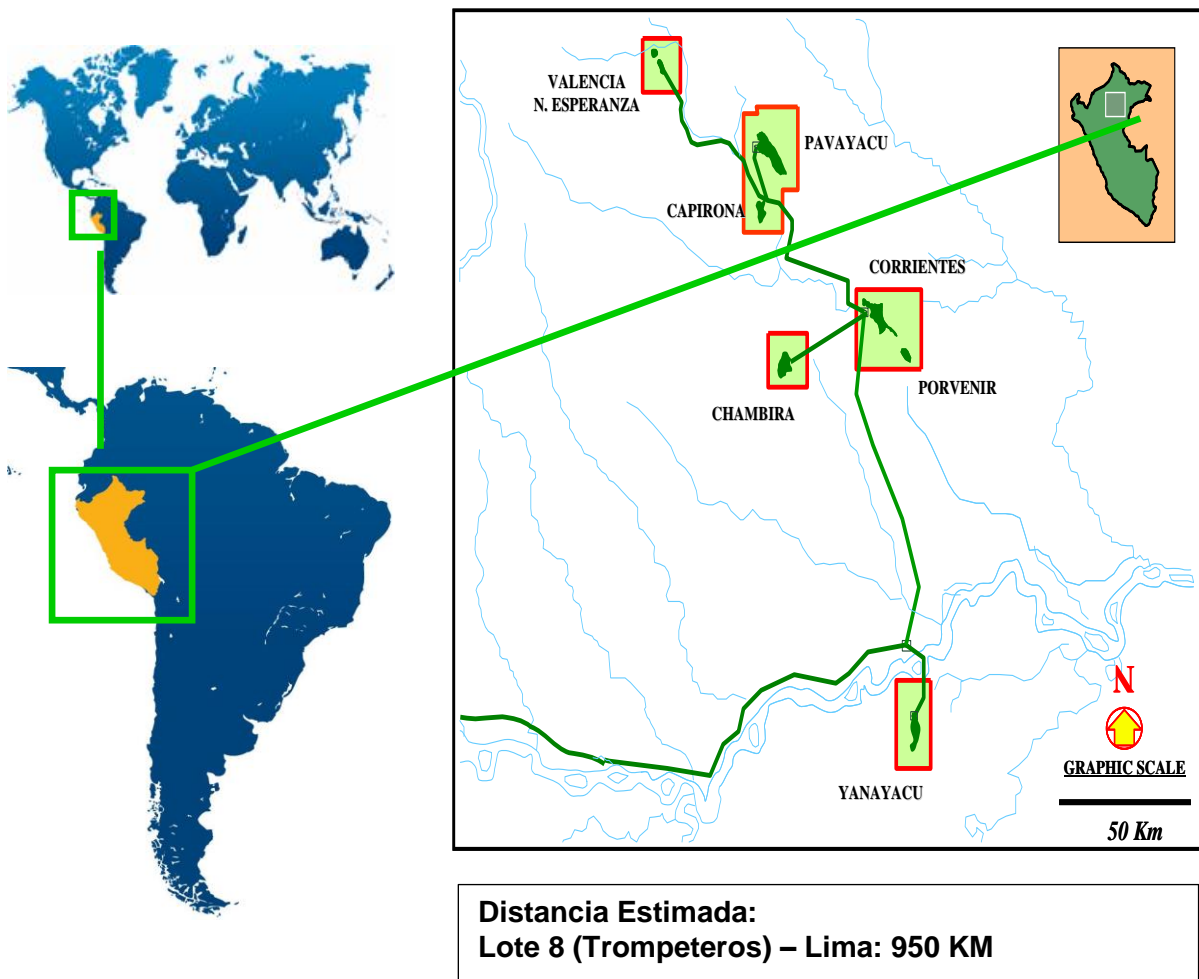 VALENCIA
N. ESPERANZA
PAVAYACU
CAPIRONA
CORRIENTES
CHAMBIRA
PORVENIR
YANAYACU
N
GRAPHIC SCALE
50 Km
Distancia Estimada:
Lote 8 (Trompeteros) – Lima: 950 KM